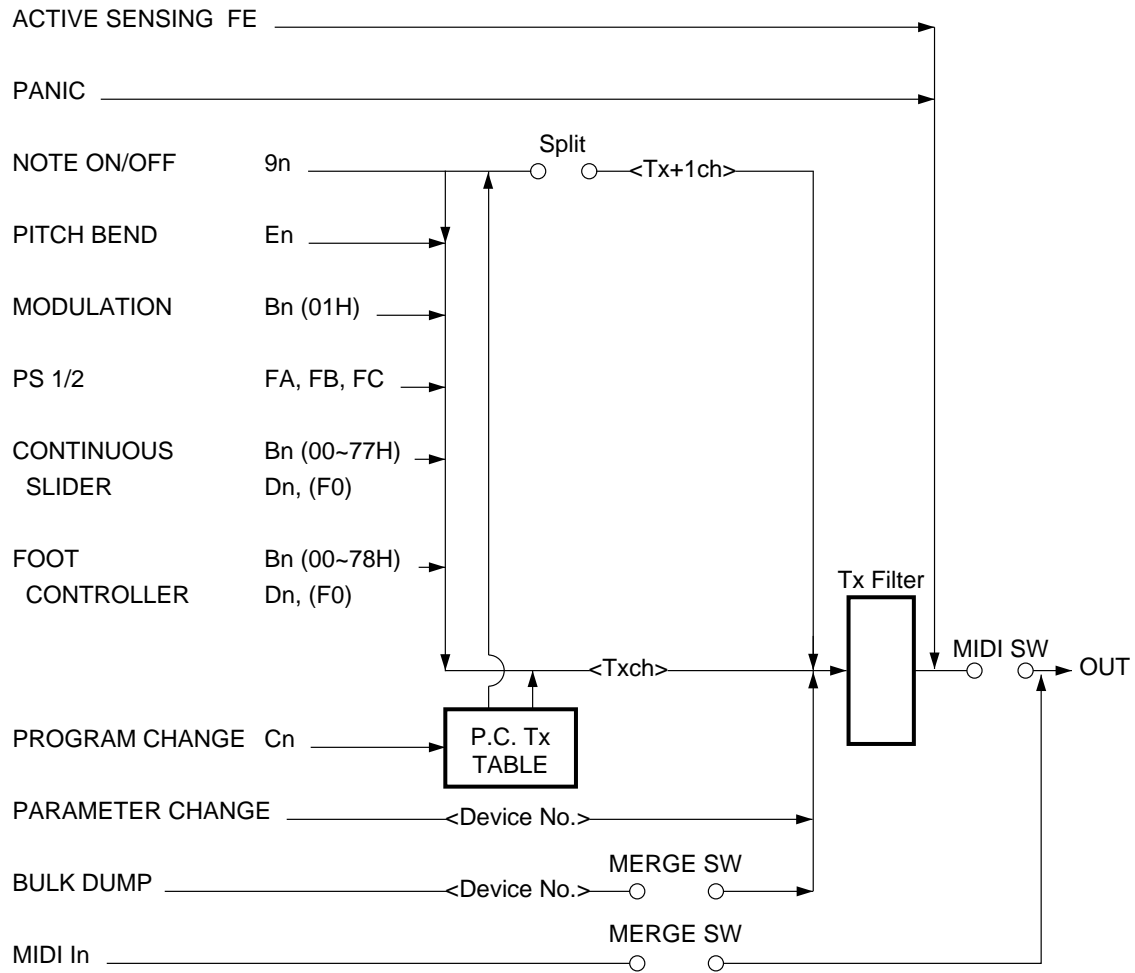 ACTIVE SENSING FE
PANIC
Split
NOTE ON/OFF 9n <Tx+1ch>
PITCH BEND En
MODULATION Bn (01H)
PS 1/2 FA, FB, FC
CONTINUOUS Bn (00~77H)
SLIDER Dn, (F0)
FOOT Bn (00~78H)
CONTROLLER Dn, (F0)
Tx Filter
MIDI SW
<Txch> OUT
PROGRAM CHANGE Cn P.C. Tx
TABLE
PARAMETER CHANGE <Device No.>
MERGE SW
BULK DUMP <Device No.>
MERGE SW
MIDI In